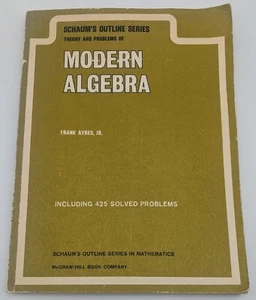 SCHAUM'S OUTLINE SERIES
THEORY AND PROBLEMS OF
MODERN
ALGEBRA
FRANK AYRES, JR.
INCLUDING 425 SOLVED PROBLEMS
SCHAUM'S OUTLINE SERIES IN MATHEMATICS
McGRAW-HILL BOOK COMPANY